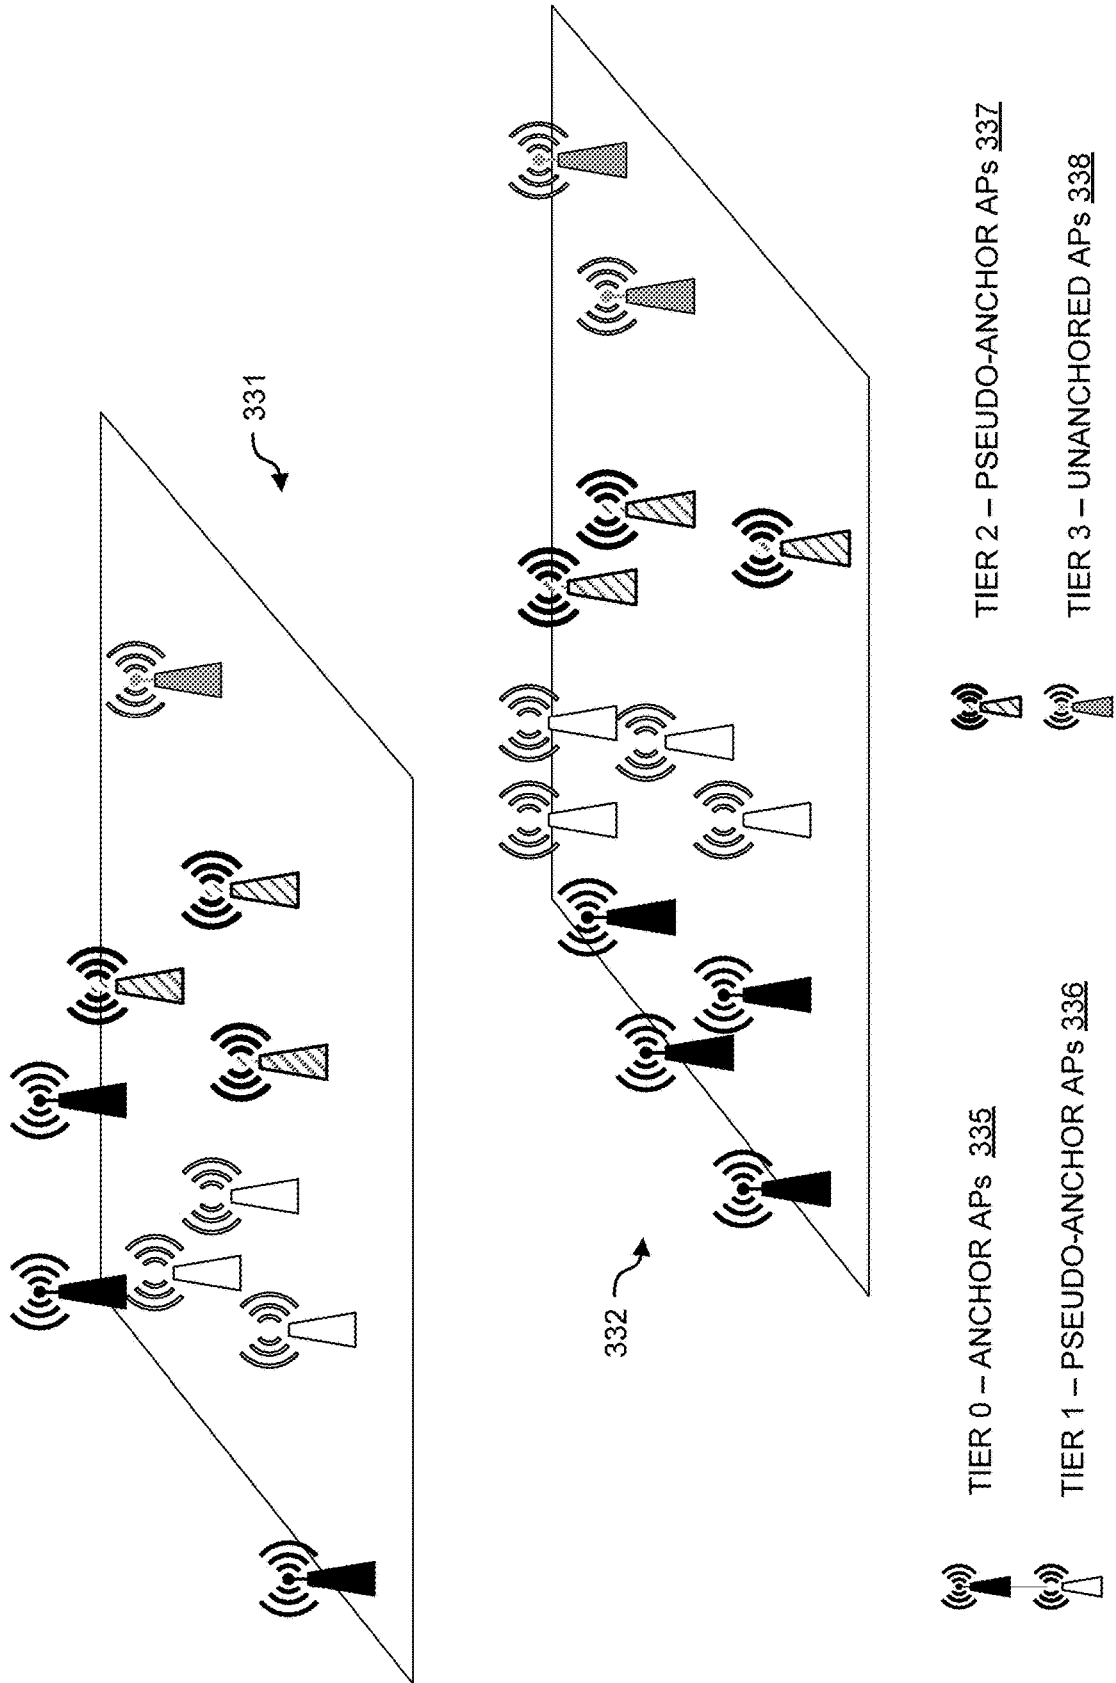 331
332
TIER 0 – ANCHOR APs 335
TIER 2 – PSEUDO-ANCHOR APs 337
TIER 1 – PSEUDO-ANCHOR APs 336
TIER 3 – UNANCHORED APs 338